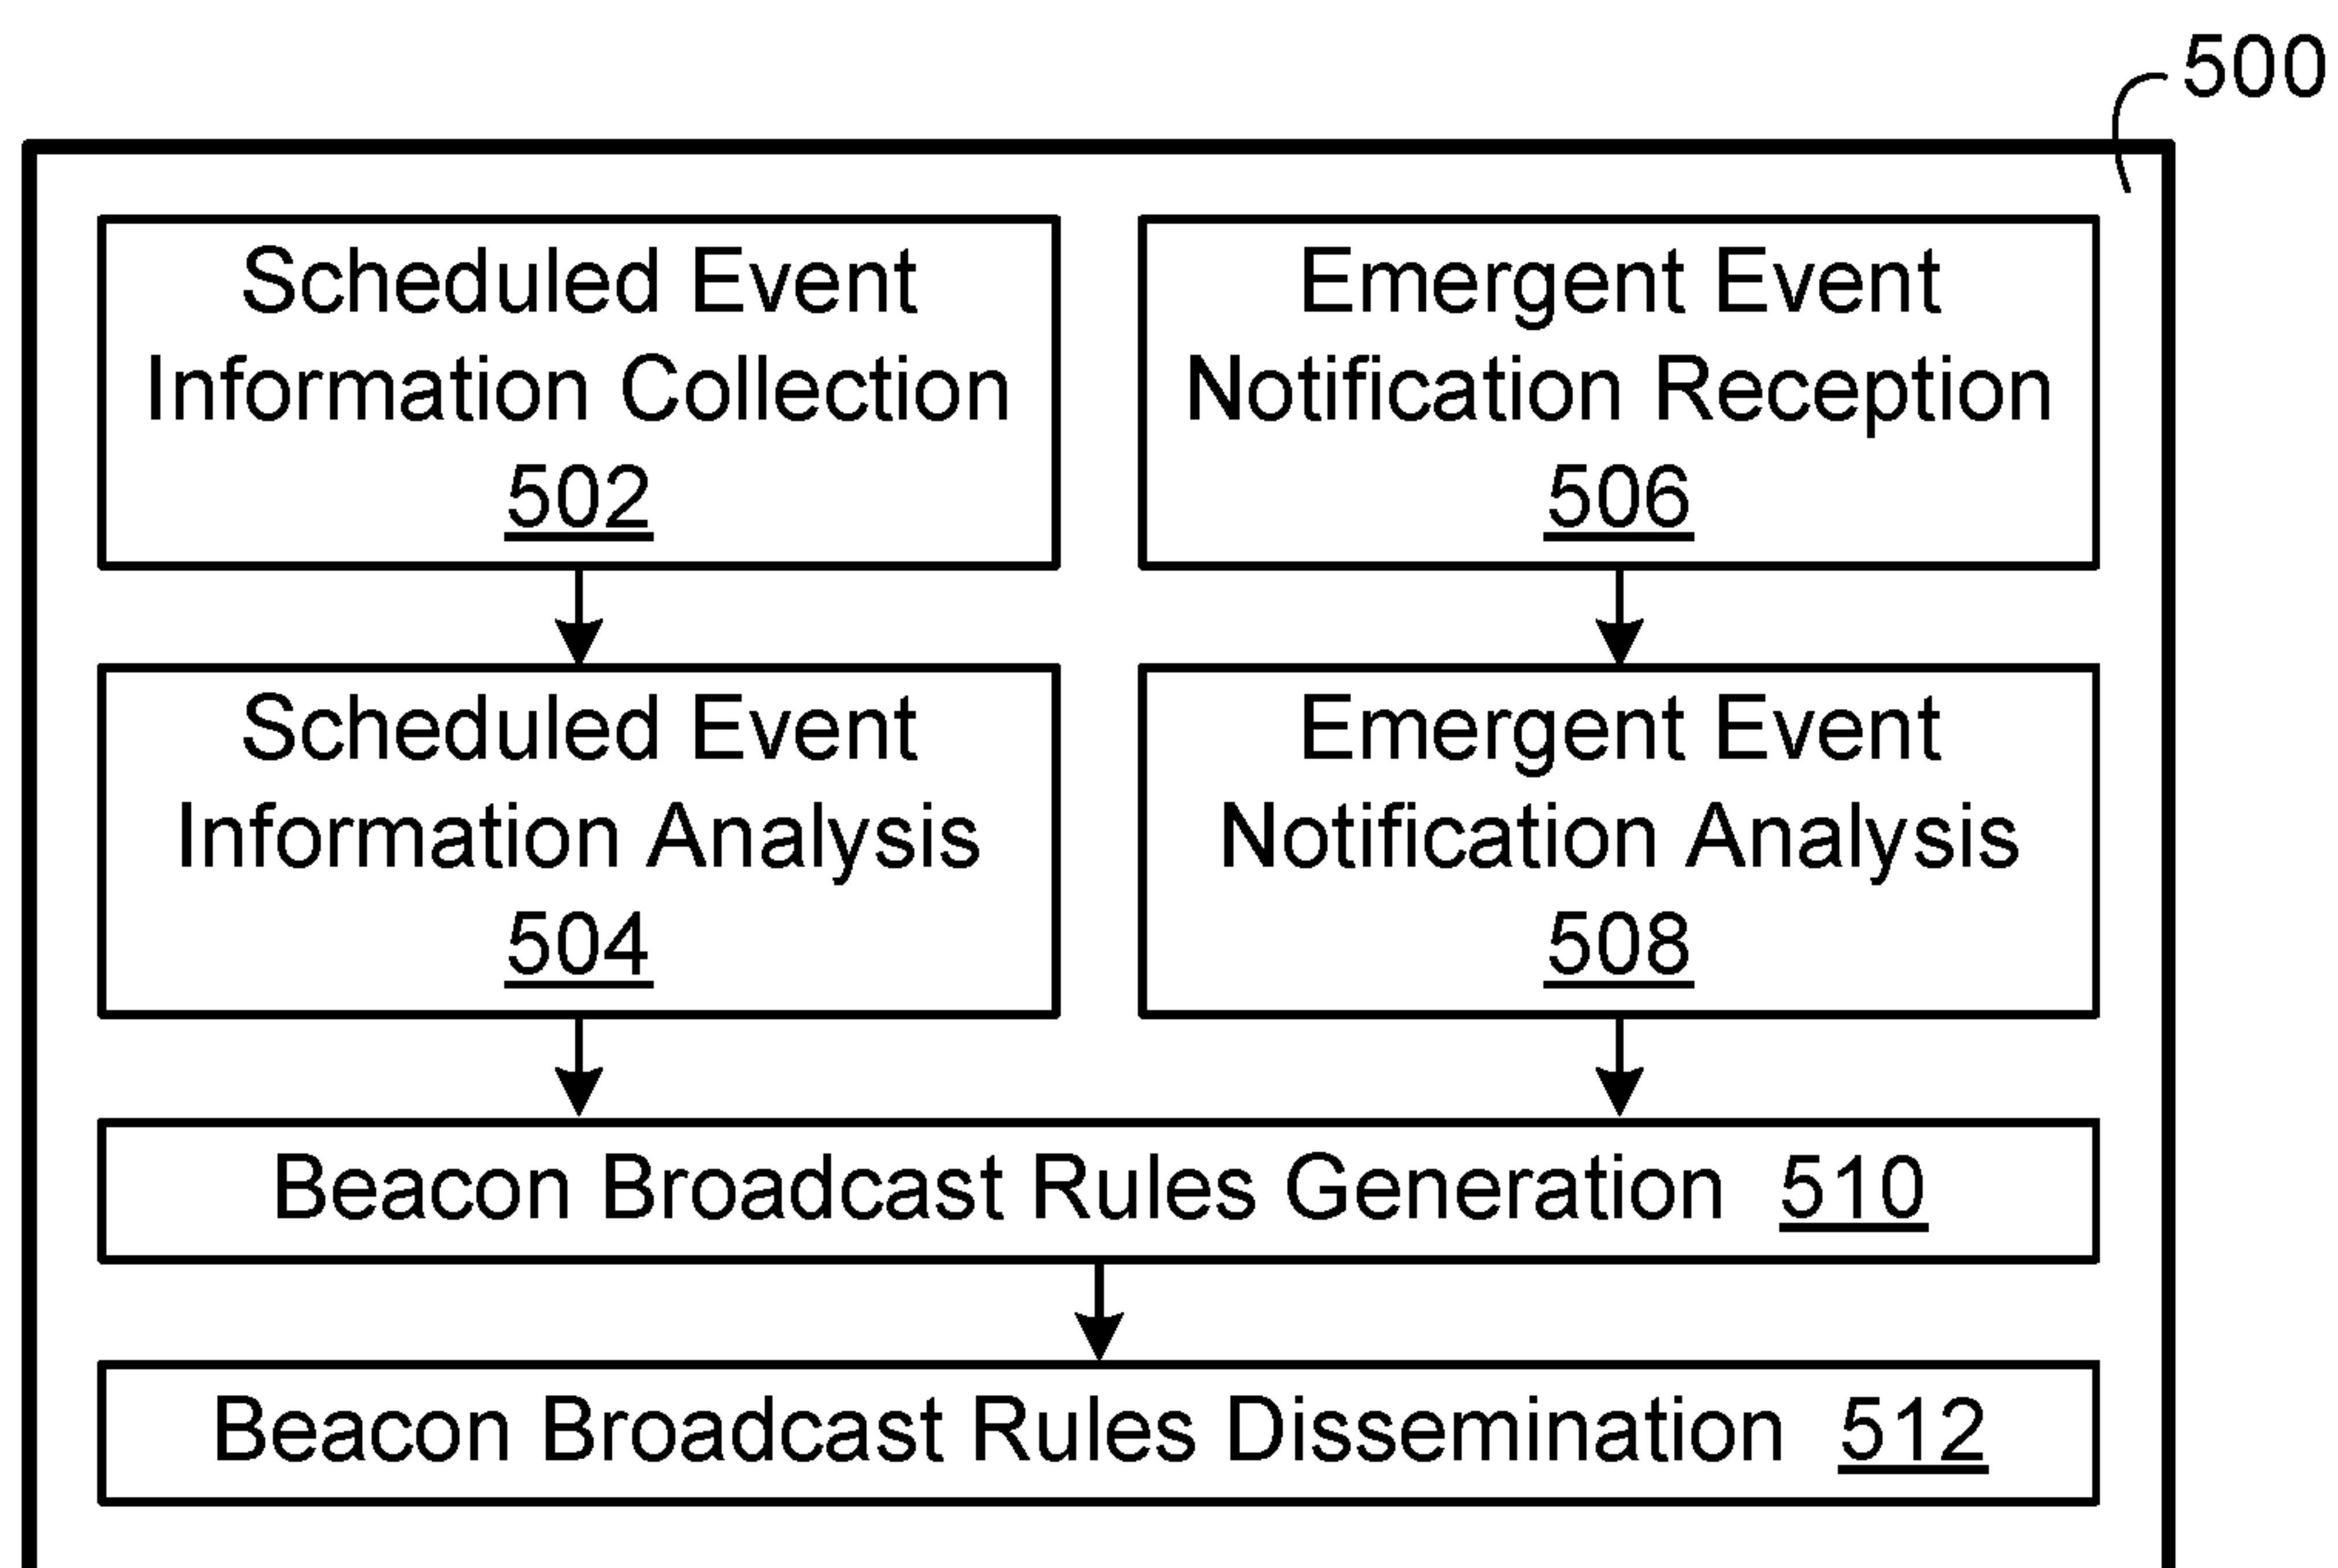 500
Scheduled Event
Information Collection
502
Emergent Event
Notification Reception
506
Scheduled Event
Information Analysis
504
Emergent Event
Notification Analysis
508
Beacon Broadcast Rules Generation 510
Beacon Broadcast Rules Dissemination 512